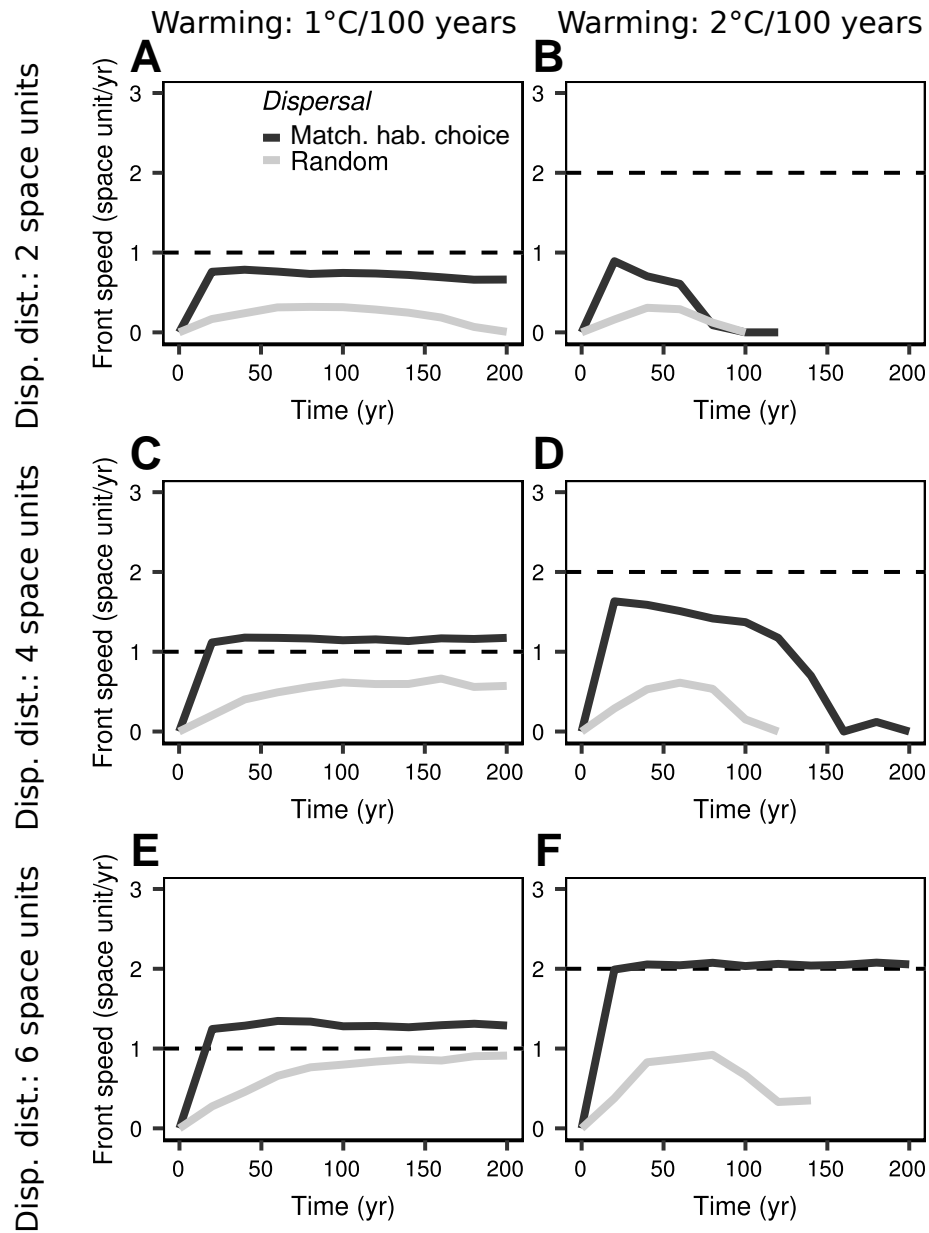 Warming: 1°C/100 years
Warming: 2°C/100 years
Disp. dist.: 2 space units
A
Front speed (space unit/yr)
3
2
1
0
Dispersal
Match. hab. choice
Random
0 50 100 150 200
Time (yr)
B
3
2
1
0
0 50 100 150 200
Time (yr)
Disp. dist.: 4 space units
C
Front speed (space unit/yr)
3
2
1
0
0 50 100 150 200
Time (yr)
D
3
2
1
0
0 50 100 150 200
Time (yr)
Disp. dist.: 6 space units
E
Front speed (space unit/yr)
3
2
1
0
0 50 100 150 200
Time (yr)
F
3
2
1
0
0 50 100 150 200
Time (yr)